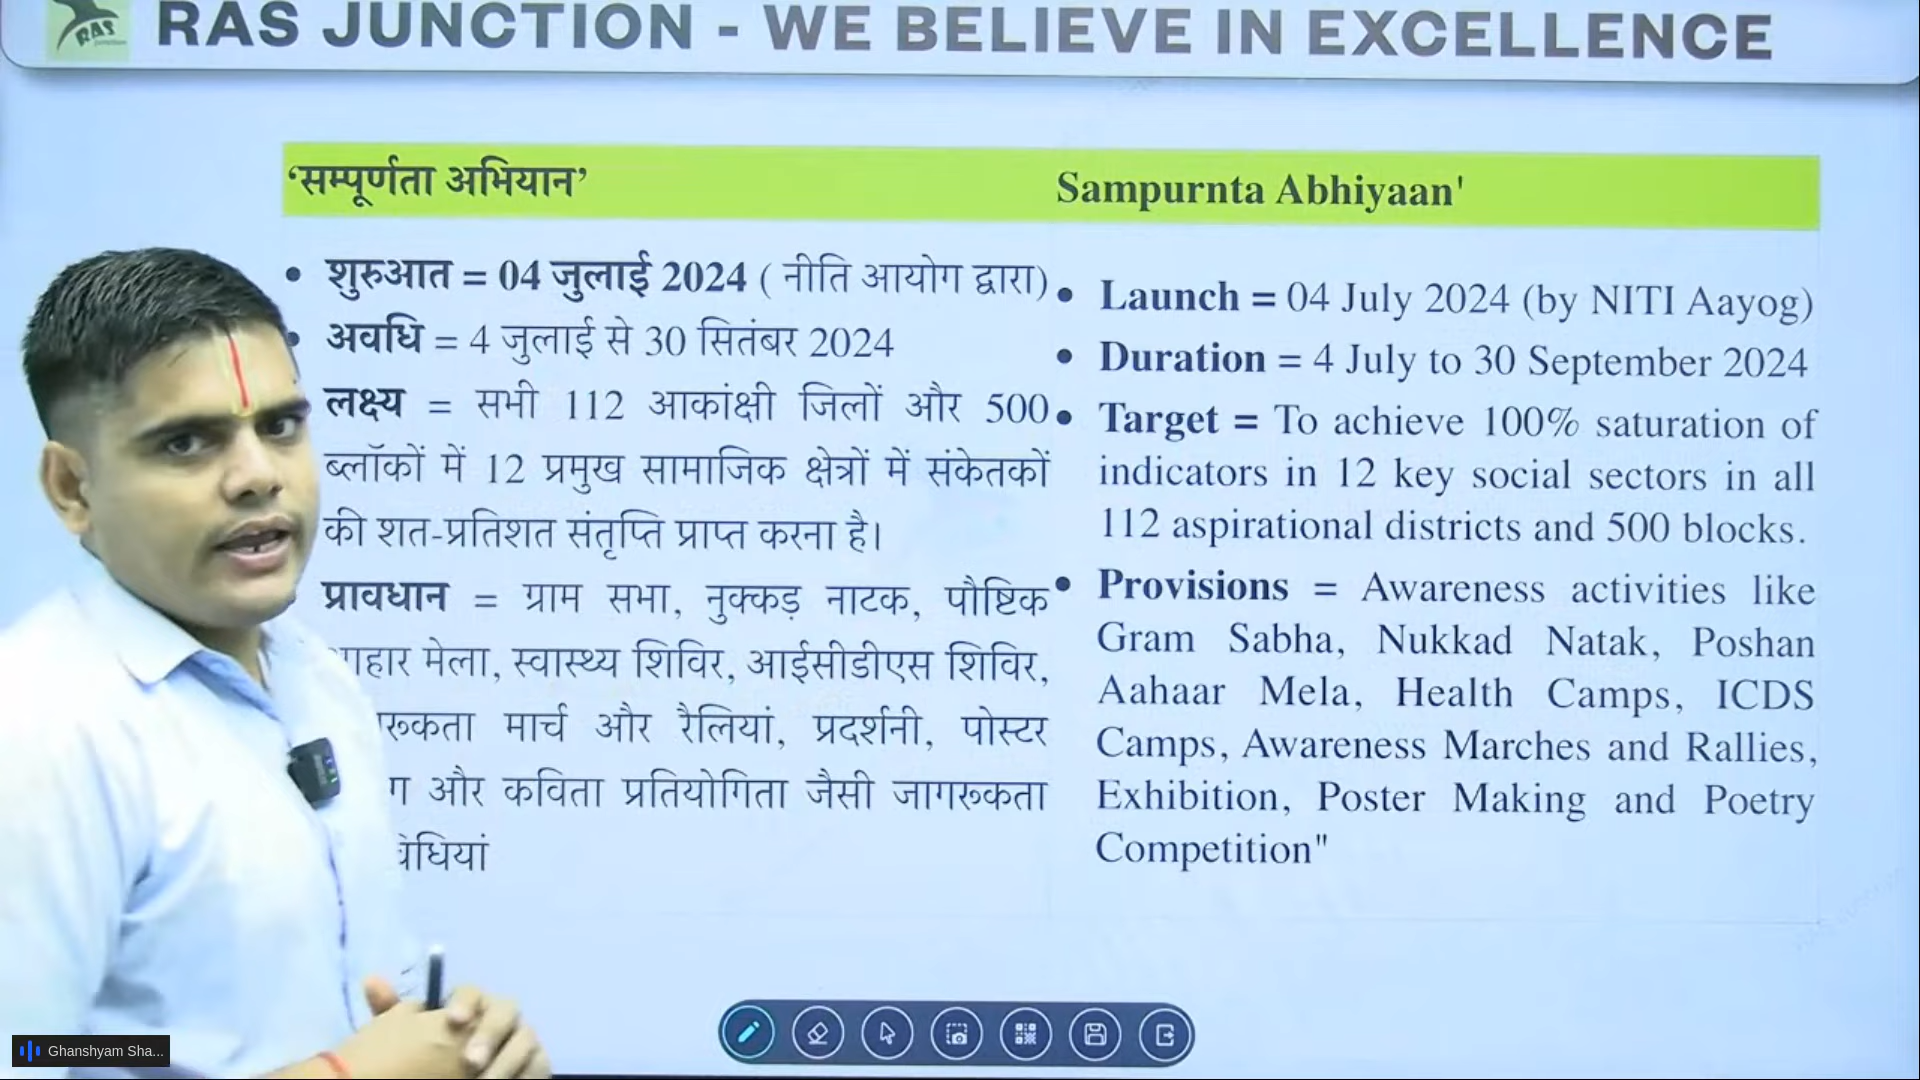 RAS JUNCTION - WE BELIEVE IN EXCELLENCE
RAS
‘सम्पूर्णता अभियान’
• शुरुआत = 04 जुलाई 2024 ( नीति आयोग द्वारा)
• अवधि = 4 जुलाई से 30 सितंबर 2024
लक्ष्य = सभी 112 आकांक्षी जिलों और 500
ब्लॉकों में 12 प्रमुख सामाजिक क्षेत्रों में संकेतकों
की शत-प्रतिशत संतृप्ति प्राप्त करना है।
प्रावधान = ग्राम सभा, नुक्कड़ नाटक, पौष्टिक
मेला, स्वास्थ्य शिविर, आईसीडीएस शिविर,
मार्च और रैलियां, प्रदर्शनी, पोस्टर
और कविता प्रतियोगिता जैसी जागरूकता
Sampurnta Abhiyaan'
• Launch = 04 July 2024 (by NITI Aayog)
• Duration = 4 July to 30 September 2024
• Target = To achieve 100% saturation of
indicators in 12 key social sectors in all
112 aspirational districts and 500 blocks.
• Provisions = Awareness activities like
Gram Sabha, Nukkad Natak, Poshan
Aahaar Mela, Health Camps, ICDS
Camps, Awareness Marches and Rallies,
Exhibition, Poster Making and Poetry
Competition"
Ghanshyam Sha...